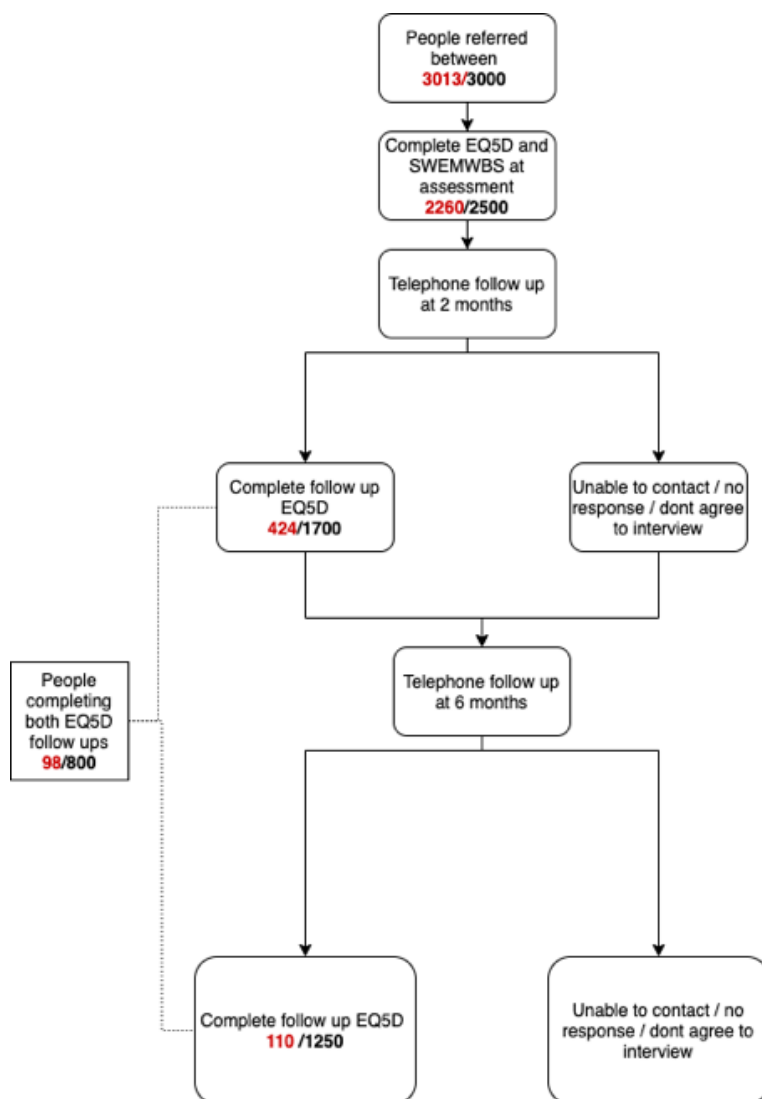 People referred
between
3013/3000
Complete EQ5D and
SWEMWBS at
assessment
2260/2500
Telephone follow up
at 2 months
Complete follow up
EQ5D
424/1700
Unable to contact / no
response / dont agree
to interview
Telephone follow up
at 6 months
People
completing
both EQ5D
follow ups
98/800
Complete follow up EQ5D
110 /1250
Unable to contact / no
response / dont agree to
interview